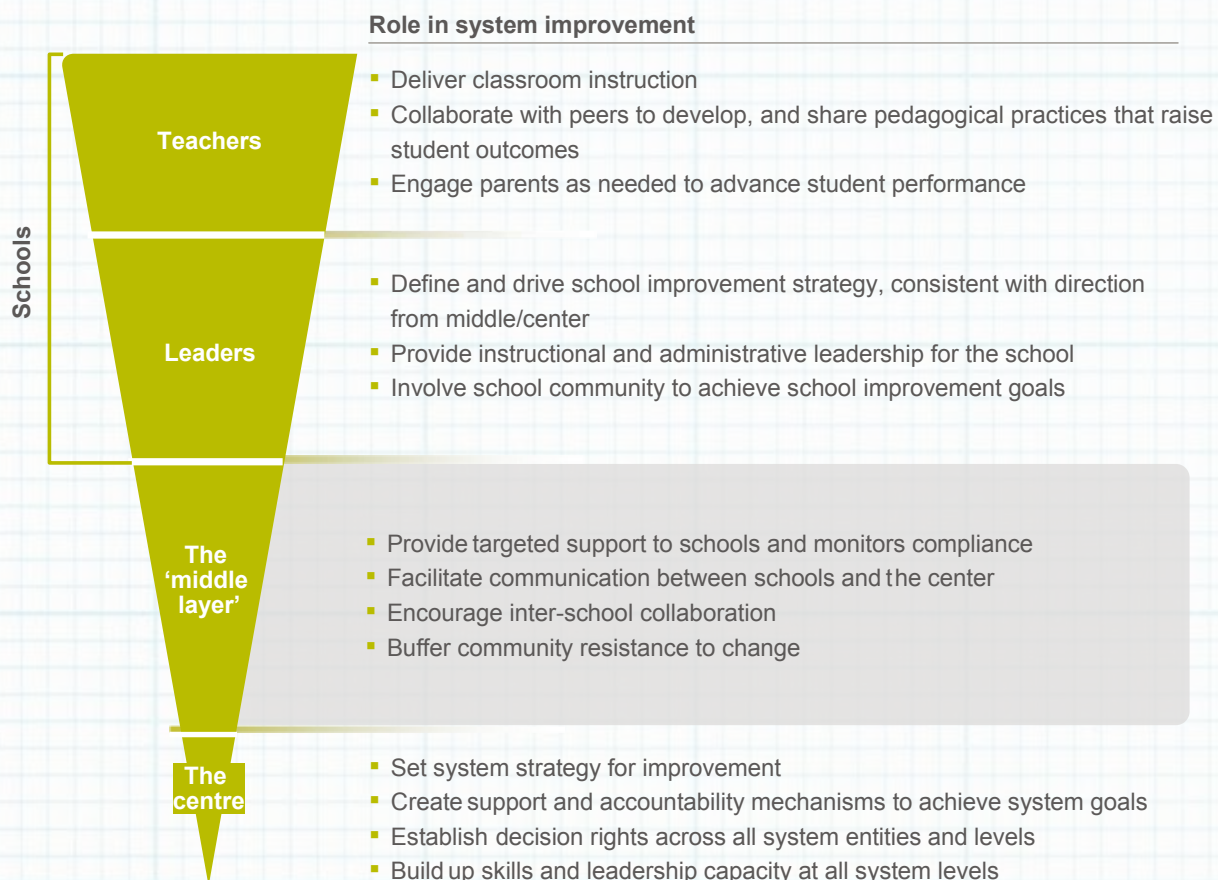 Role in system improvement
Schools
Teachers
▪ Deliver classroom instruction
▪ Collaborate with peers to develop, and share pedagogical practices that raise
student outcomes
▪ Engage parents as needed to advance student performance
Leaders
▪ Define and drive school improvement strategy, consistent with direction
from middle/center
▪ Provide instructional and administrative leadership for the school
▪ Involve school community to achieve school improvement goals
The
‘middle
layer’
▪ Provide targeted support to schools and monitors compliance
▪ Facilitate communication between schools and the center
▪ Encourage inter-school collaboration
▪ Buffer community resistance to change
The
centre
▪ Set system strategy for improvement
▪ Create support and accountability mechanisms to achieve system goals
▪ Establish decision rights across all system entities and levels
▪ Build up skills and leadership capacity at all system levels